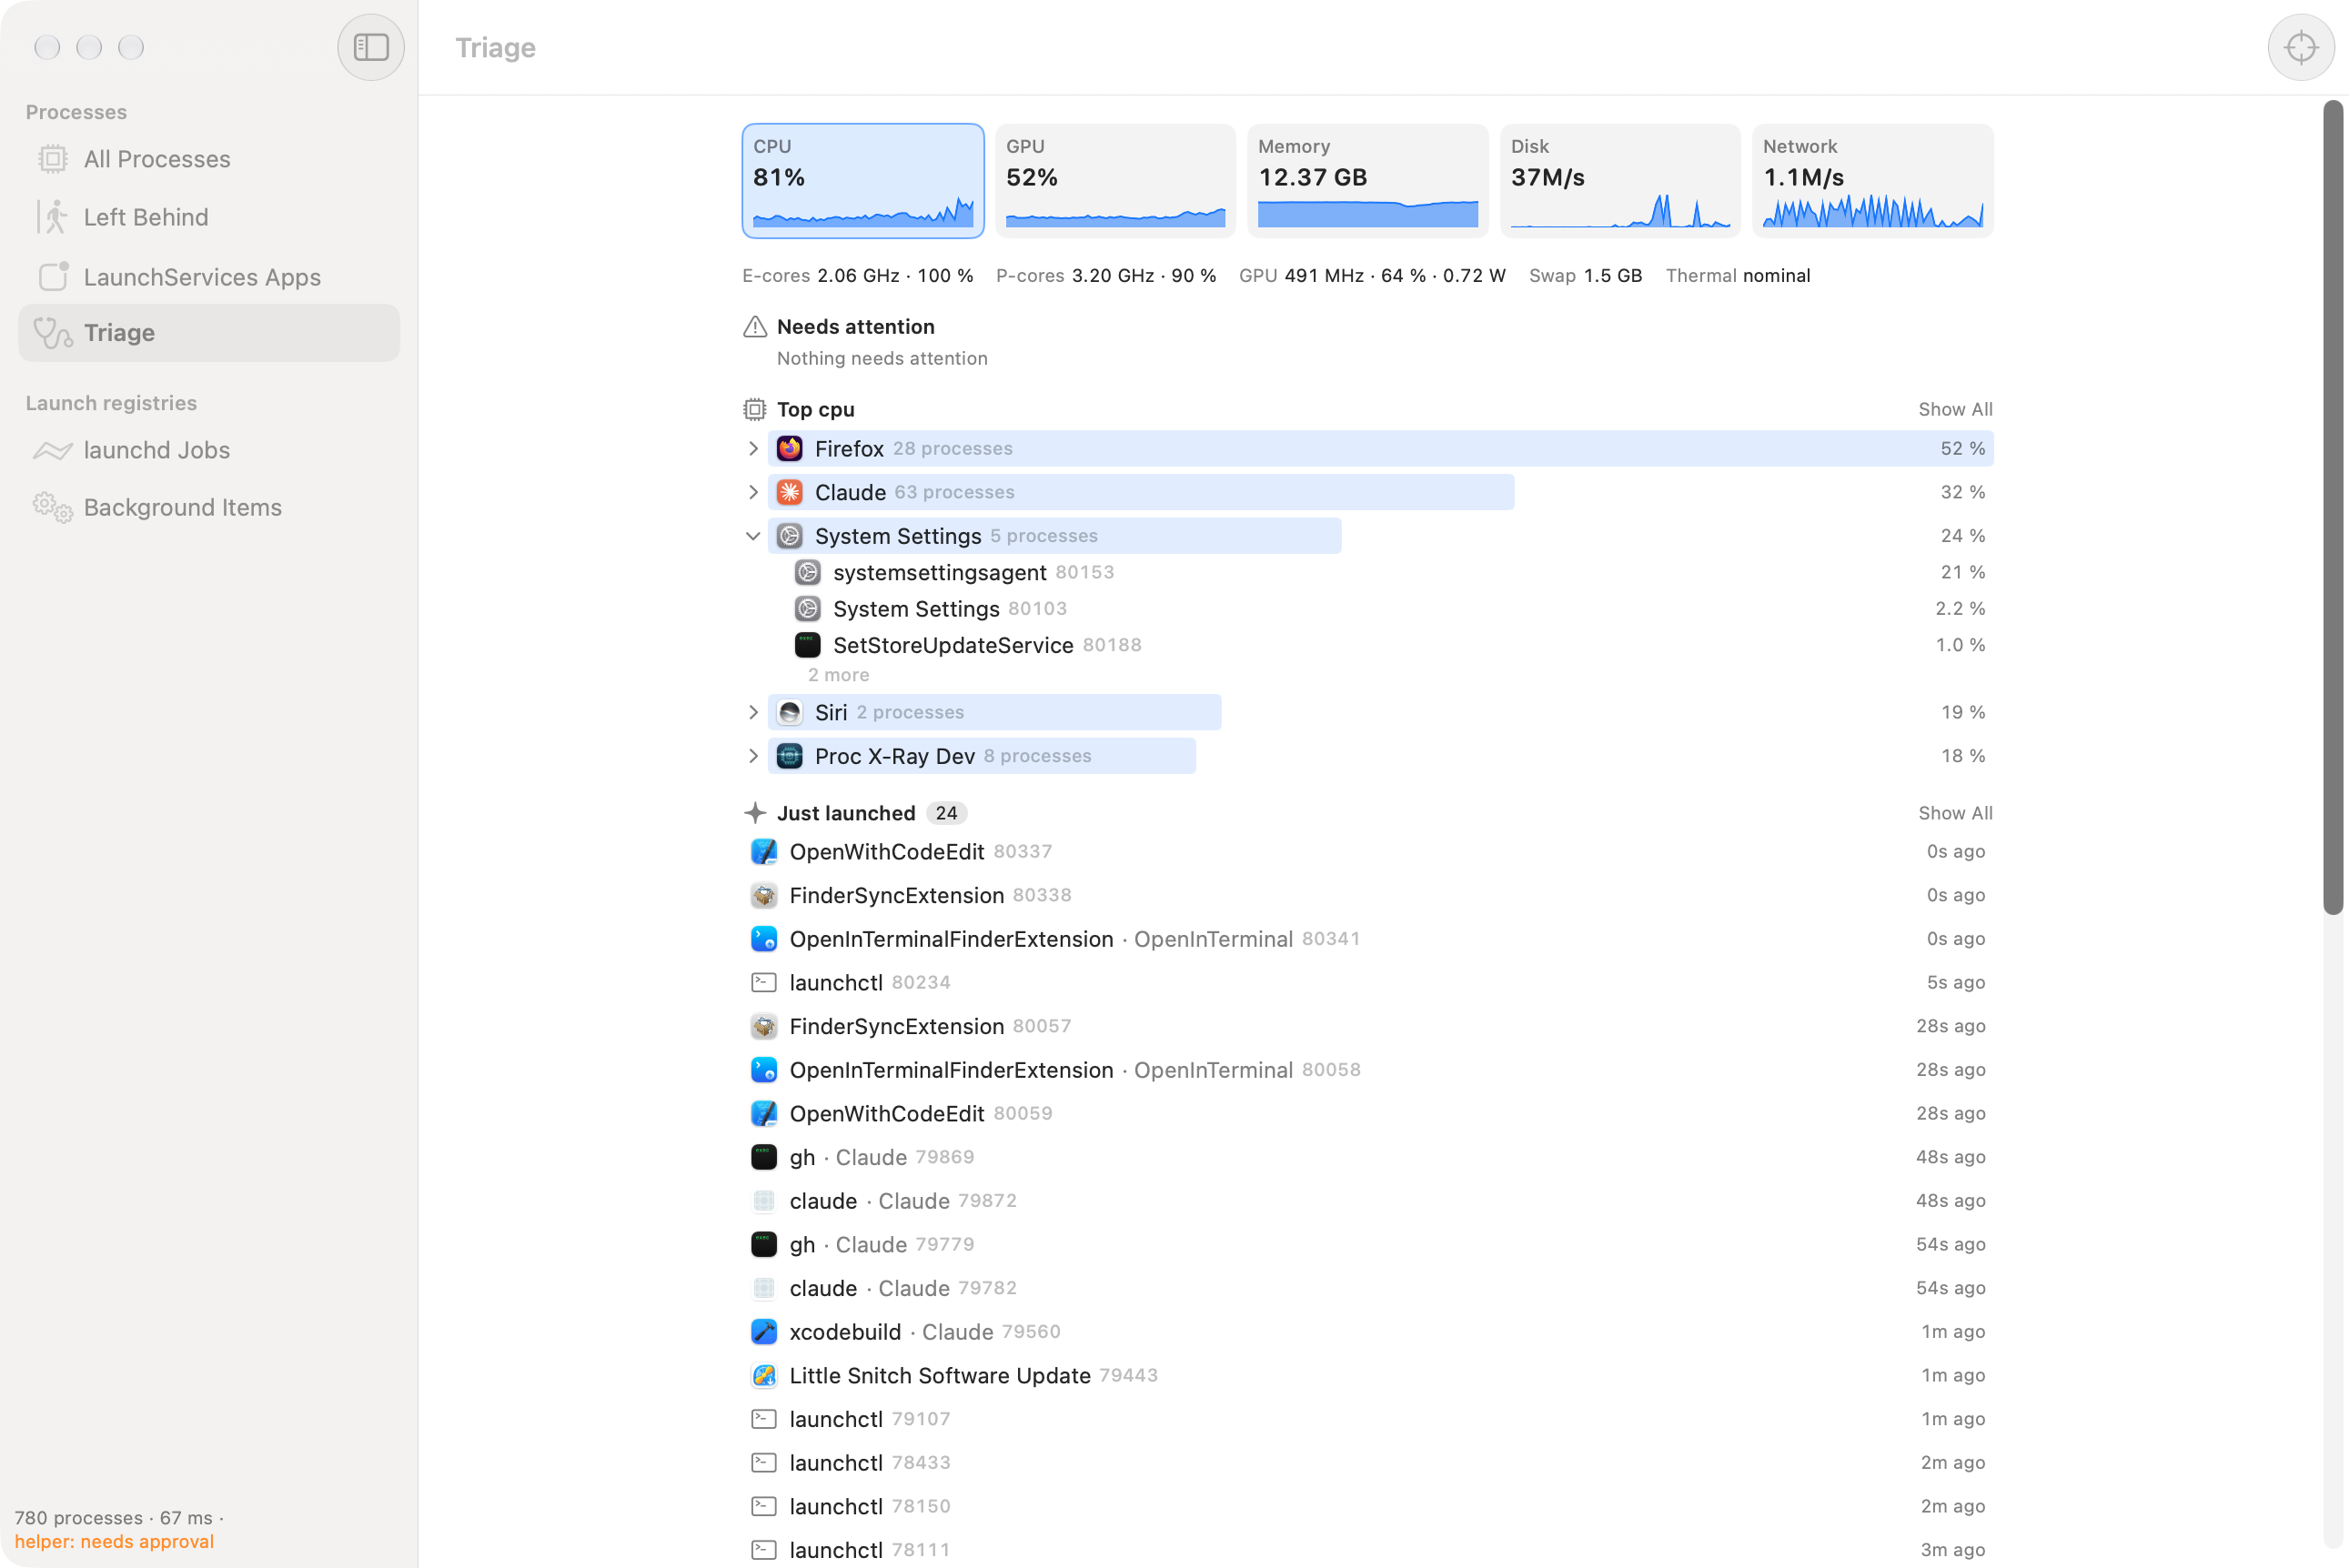 Triage
Processes
All Processes
Left Behind
LaunchServices Apps
Triage
Launch registries
launchd Jobs
Background Items
780 processes · 67 ms ·
helper: needs approval
CPU
81%
GPU
52%
Memory
12.37 GB
Disk
37M/s
Network
1.1M/s
E-cores 2.06 GHz · 100 % P-cores 3.20 GHz · 90 % GPU 491 MHz · 64 % · 0.72 W Swap 1.5 GB Thermal nominal
Needs attention
Nothing needs attention
Top cpu Show All
Firefox 28 processes 52 %
Claude 63 processes 32 %
System Settings 5 processes 24 %
systemsettingsagent 80153 21 %
System Settings 80103 2.2 %
SetStoreUpdateService 80188 1.0 %
2 more
Siri 2 processes 19 %
Proc X-Ray Dev 8 processes 18 %
Just launched 24 Show All
OpenWithCodeEdit 80337 0s ago
FinderSyncExtension 80338 0s ago
OpenInTerminalFinderExtension · OpenInTerminal 80341 0s ago
launchctl 80234 5s ago
FinderSyncExtension 80057 28s ago
OpenInTerminalFinderExtension · OpenInTerminal 80058 28s ago
OpenWithCodeEdit 80059 28s ago
gh · Claude 79869 48s ago
claude · Claude 79872 48s ago
gh · Claude 79779 54s ago
claude · Claude 79782 54s ago
xcodebuild · Claude 79560 1m ago
Little Snitch Software Update 79443 1m ago
launchctl 79107 1m ago
launchctl 78433 2m ago
launchctl 78150 2m ago
launchctl 78111 3m ago